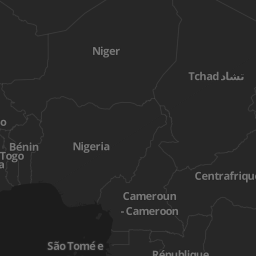 Niger
Tchad تشاد
o
Bénin
Nigeria
Togo
a
Centrafrique
Cameroun
- Cameroon
São Tomé e
République